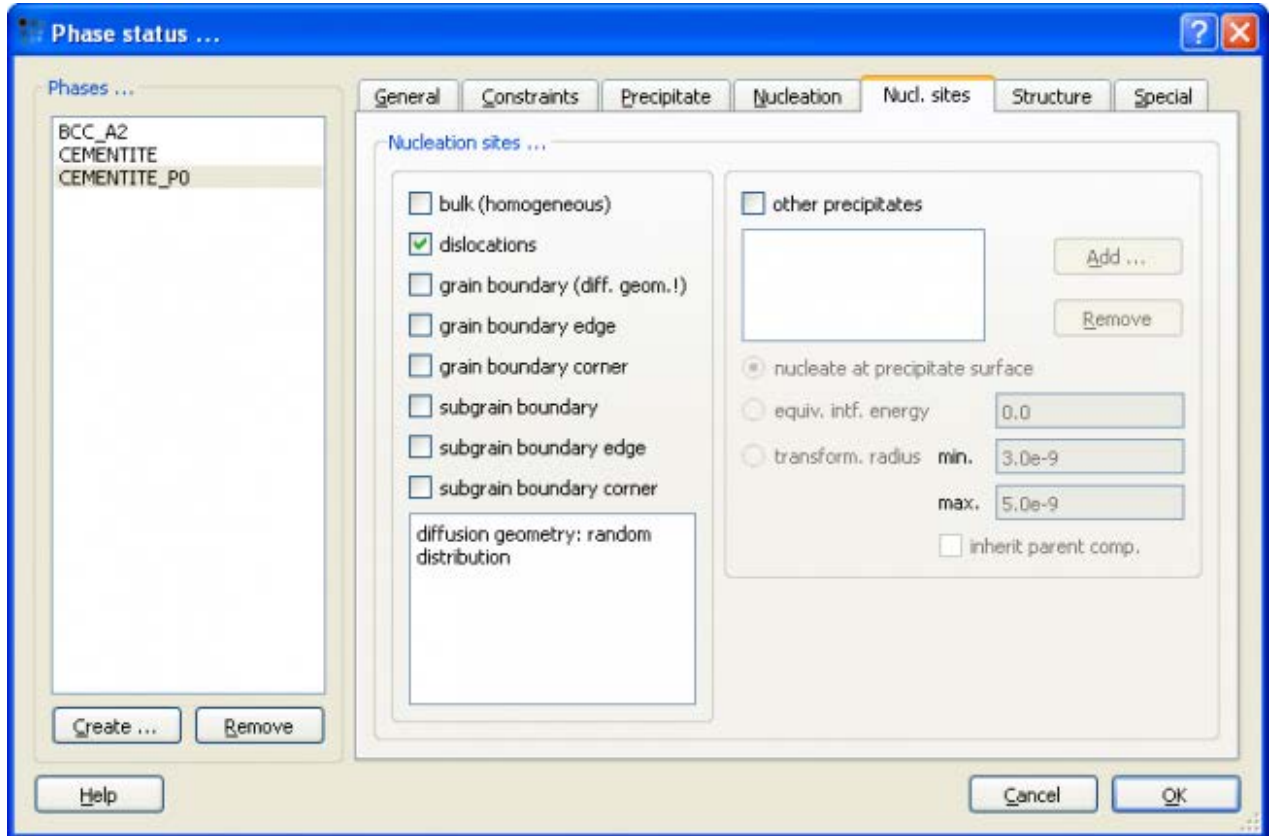 Phase status ...
Phases ...
BCC_A2
CEMENTITE
CEMENTITE_P0
Create ...
Remove
General
Constraints
Precipitate
Nucleation
Nucl. sites
Structure
Special
Nucleation sites ...
bulk (homogeneous)
dislocations
grain boundary (diff. geom.!)
grain boundary edge
grain boundary corner
subgrain boundary
subgrain boundary edge
subgrain boundary corner
diffusion geometry: random
distribution
other precipitates
Add ...
Remove
nucleate at precipitate surface
equiv. intf. energy 0.0
transform. radius min. 3.0e-9
max. 5.0e-9
inherit parent comp.
Help
Cancel
OK